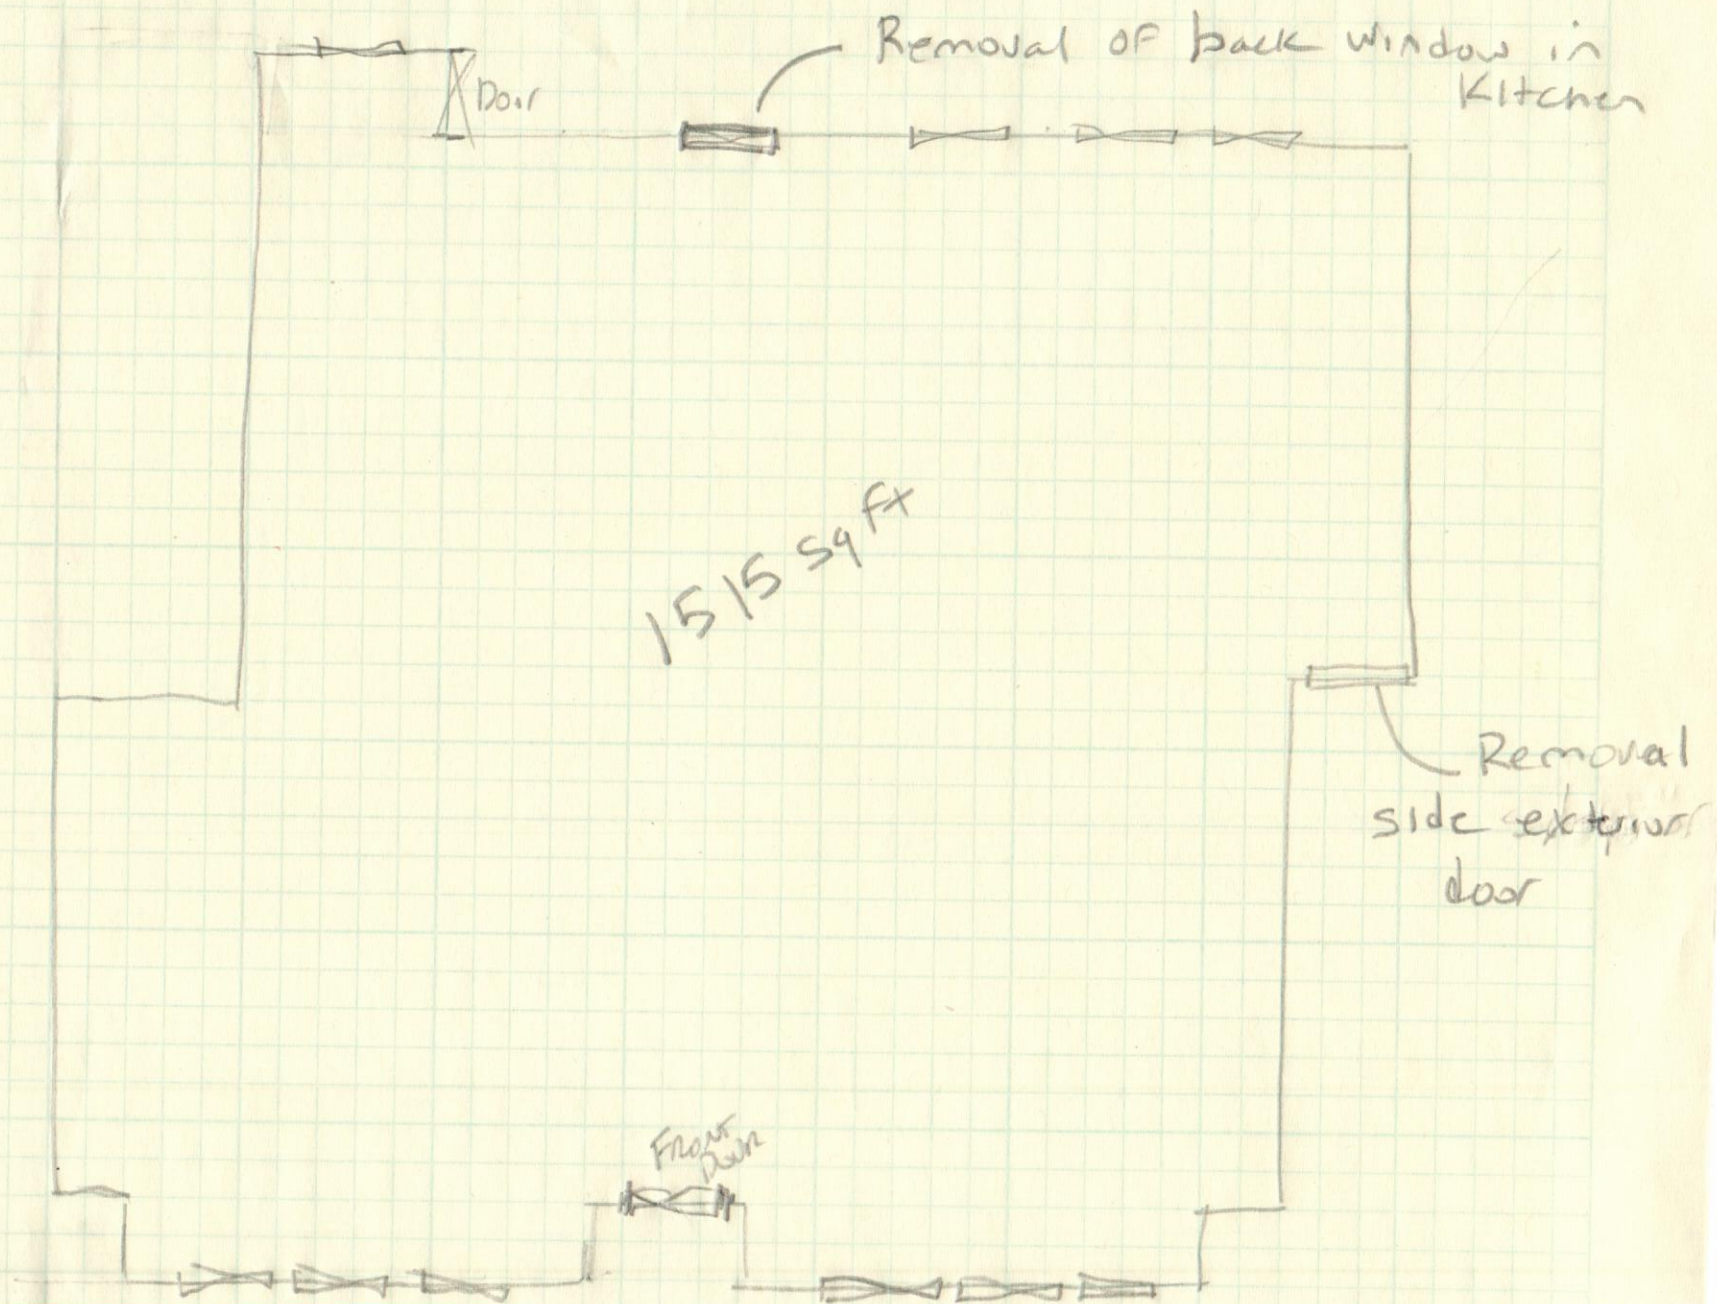 Removal OF back window in
Kitchen
Door
1515 sq ft
Removal
side exterior
door
Front
Door